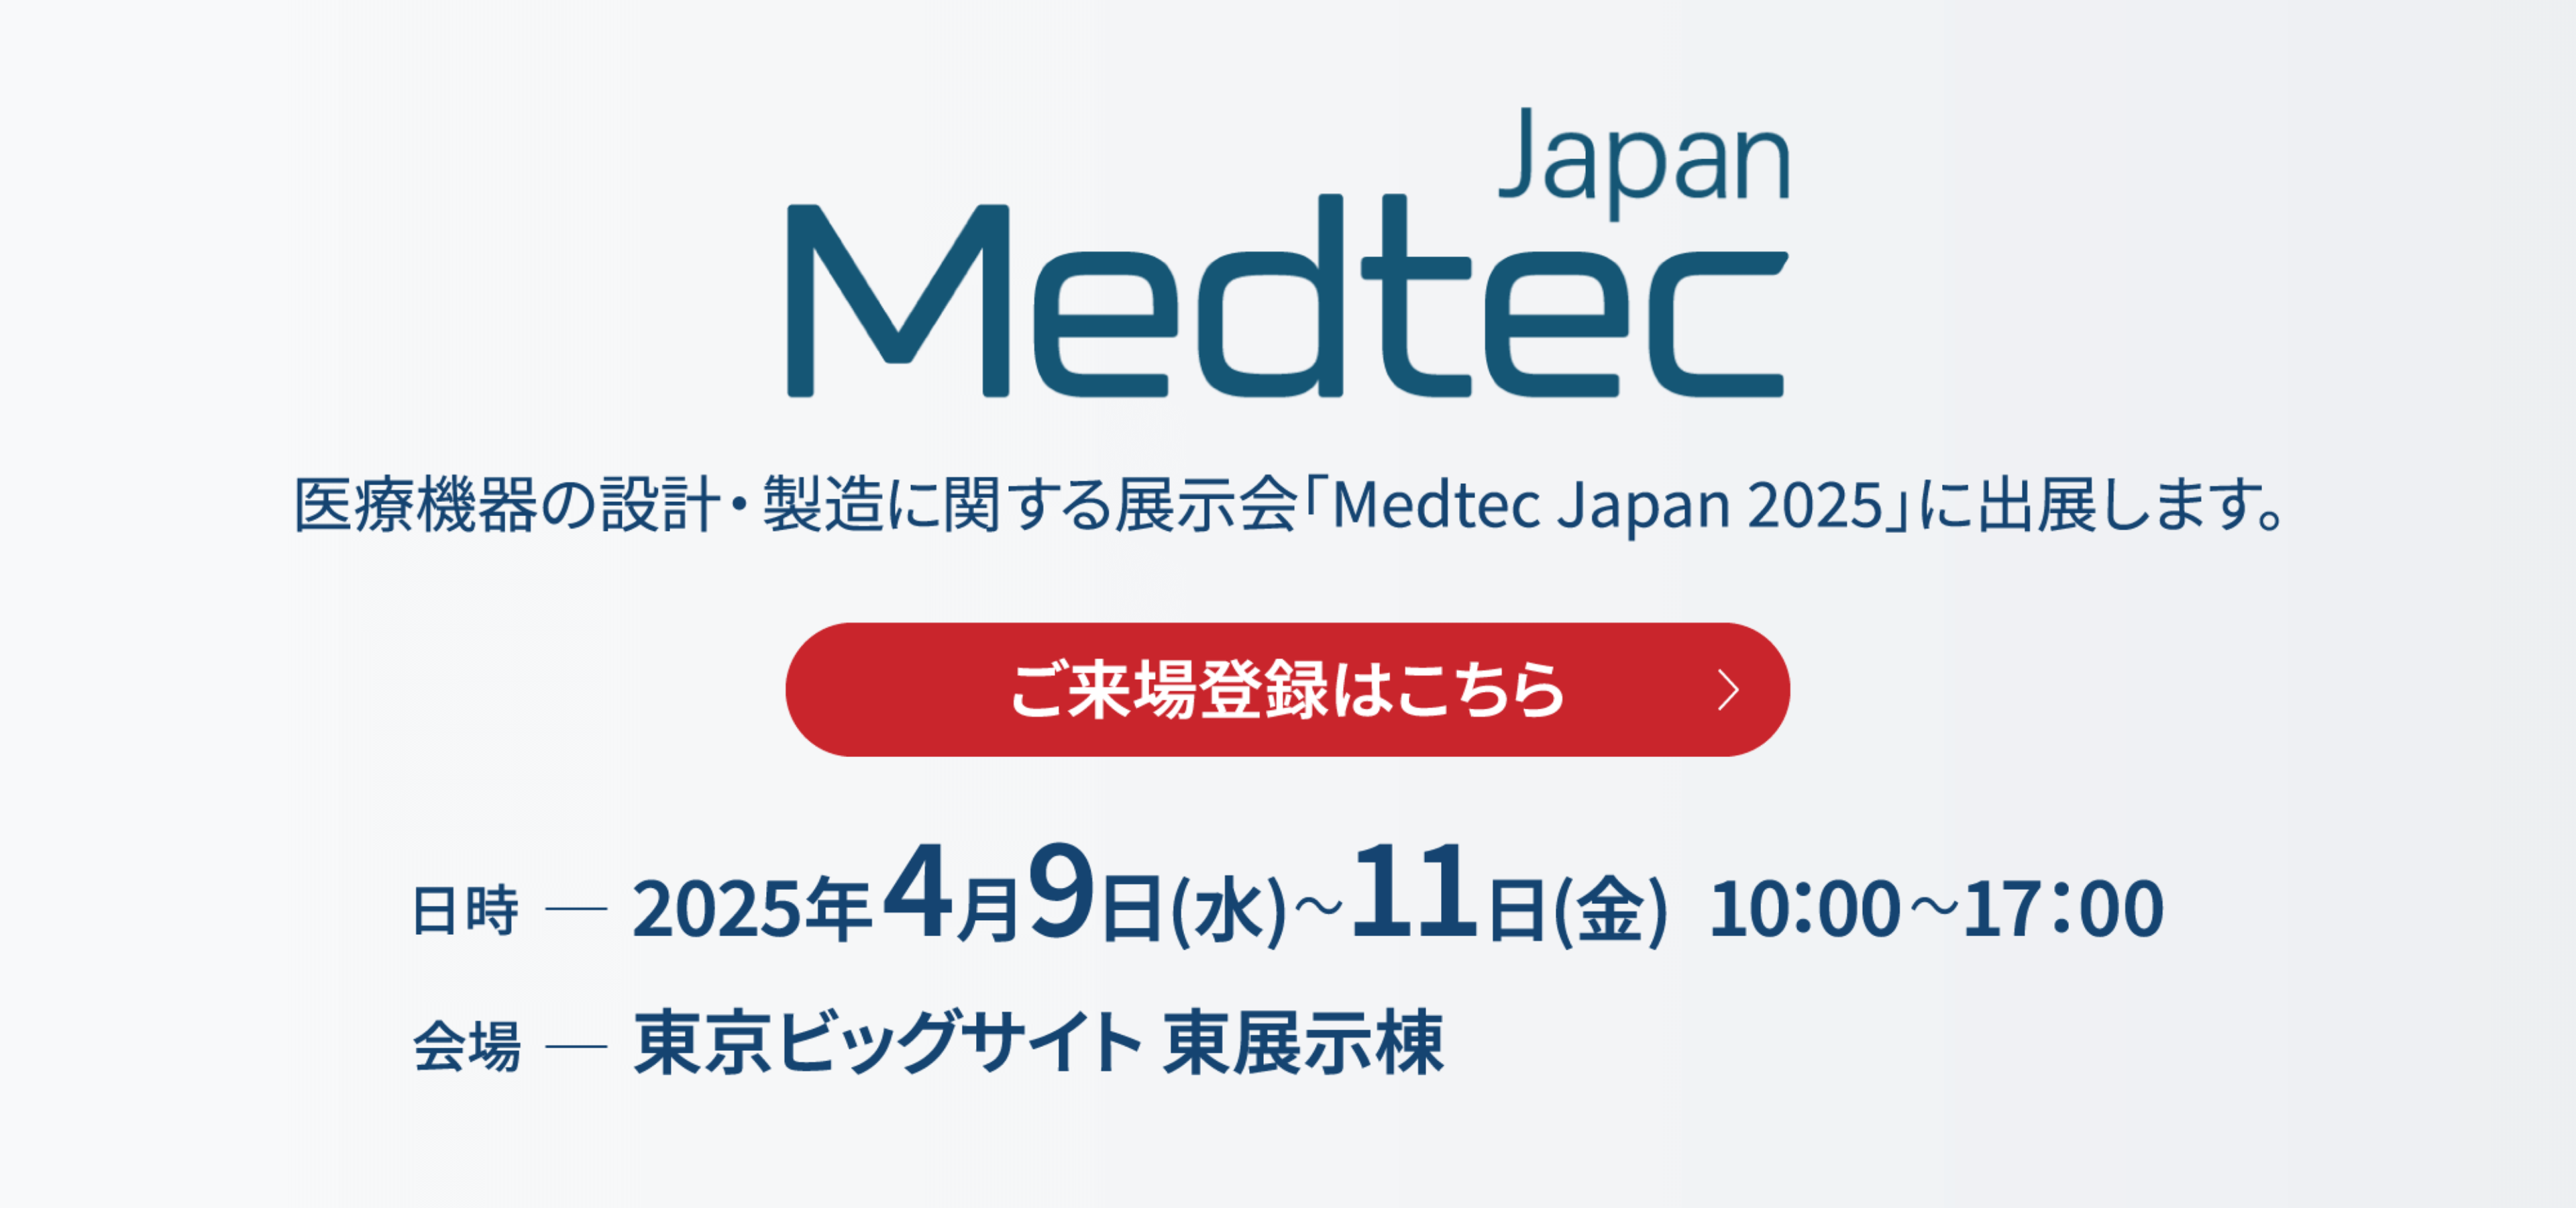 Japan
Medtec
医療機器の設計・製造に関する展示会「Medtec Japan 2025」に出展します。
ご来場登録はこちら
日時 — 2025年4月9日(水)～11日(金) 10:00～17:00
会場 — 東京ビッグサイト 東展示棟